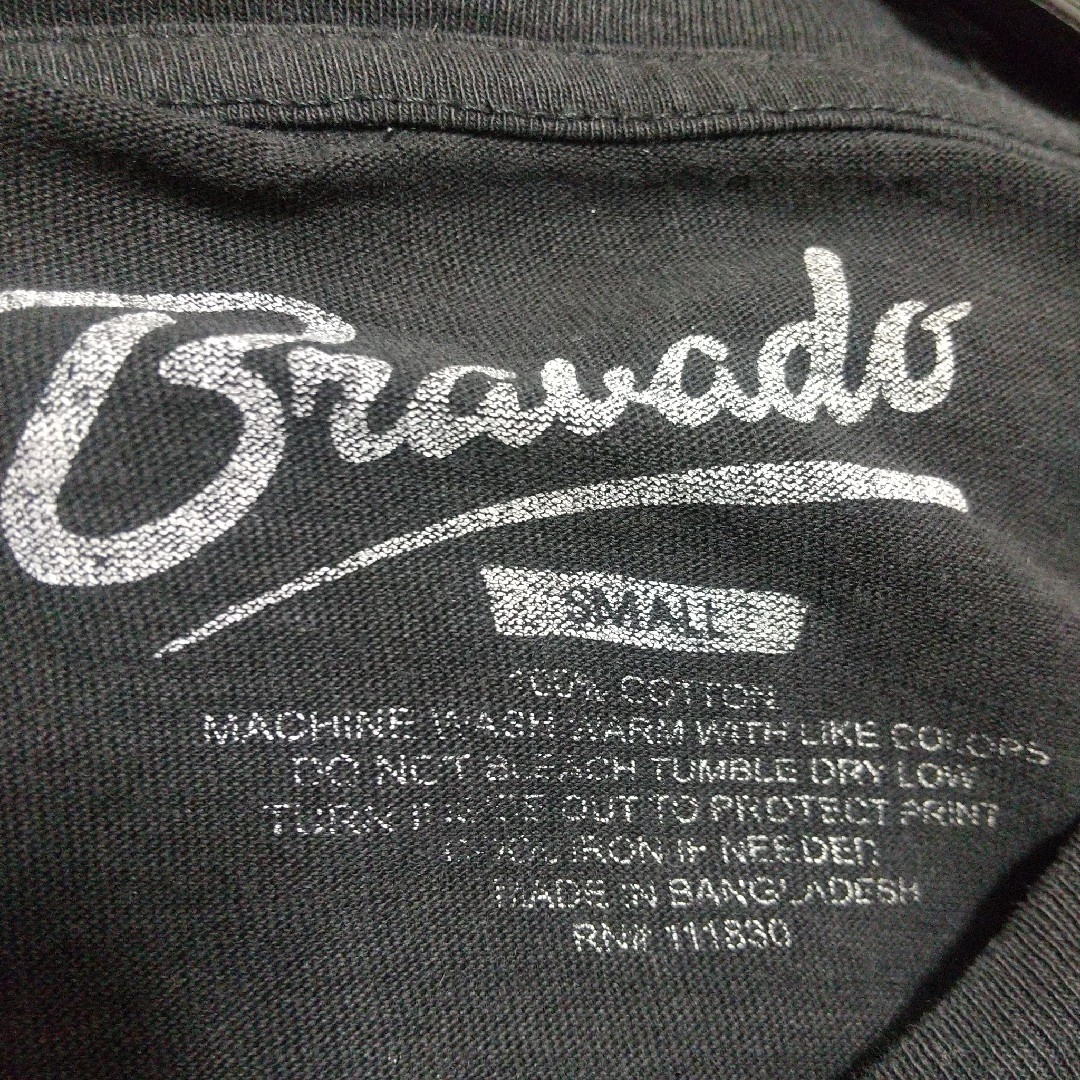 Bravado
SMALL
100% COTTON
MACHINE WASH WARM WITH LIKE COLORS
DO NOT BLEACH TUMBLE DRY LOW
TURN INSIDE OUT TO PROTECT PRINT
IRON IF NEEDED
MADE IN BANGLADESH
RN# 111830